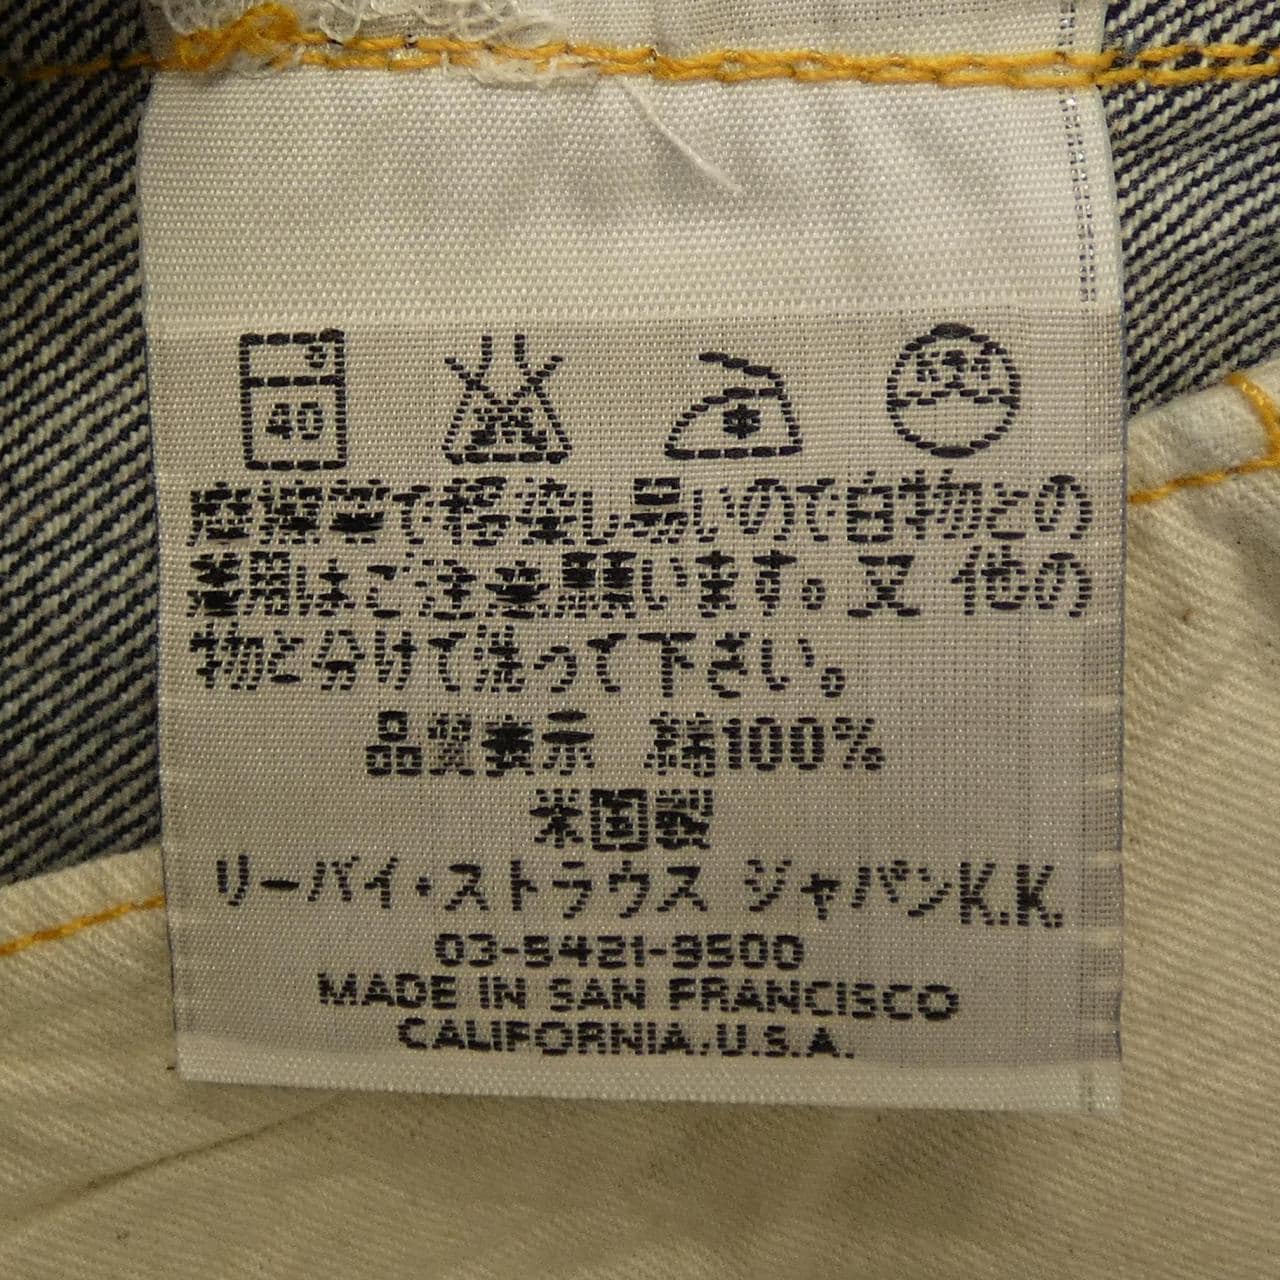 40
摩擦等で移染し易いので白物との
着用はご注意願います。又 他の
物と分けて洗って下さい。
品質表示 綿100%
米国製
リーバイ・ストラウス ジャパンK.K.
03-5421-9500
MADE IN SAN FRANCISCO
CALIFORNIA.U.S.A.